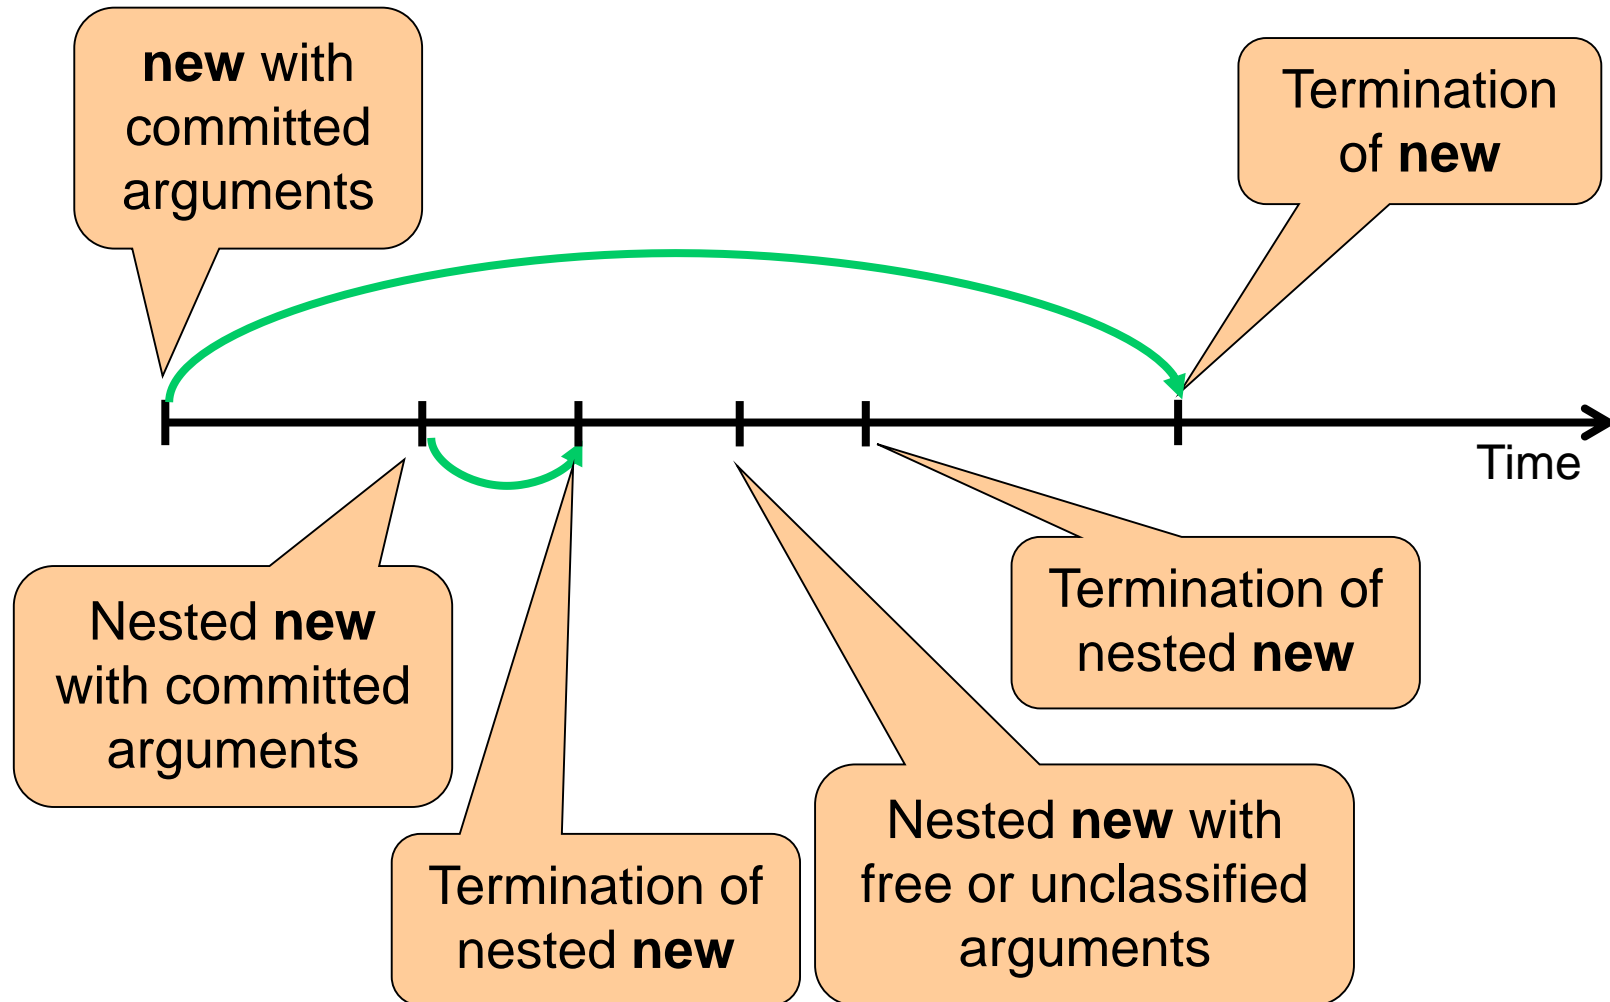 new with
committed
arguments
Termination
of new
Time
Nested new
with committed
arguments
Termination of
nested new
Termination of
nested new
Nested new with
free or unclassified
arguments